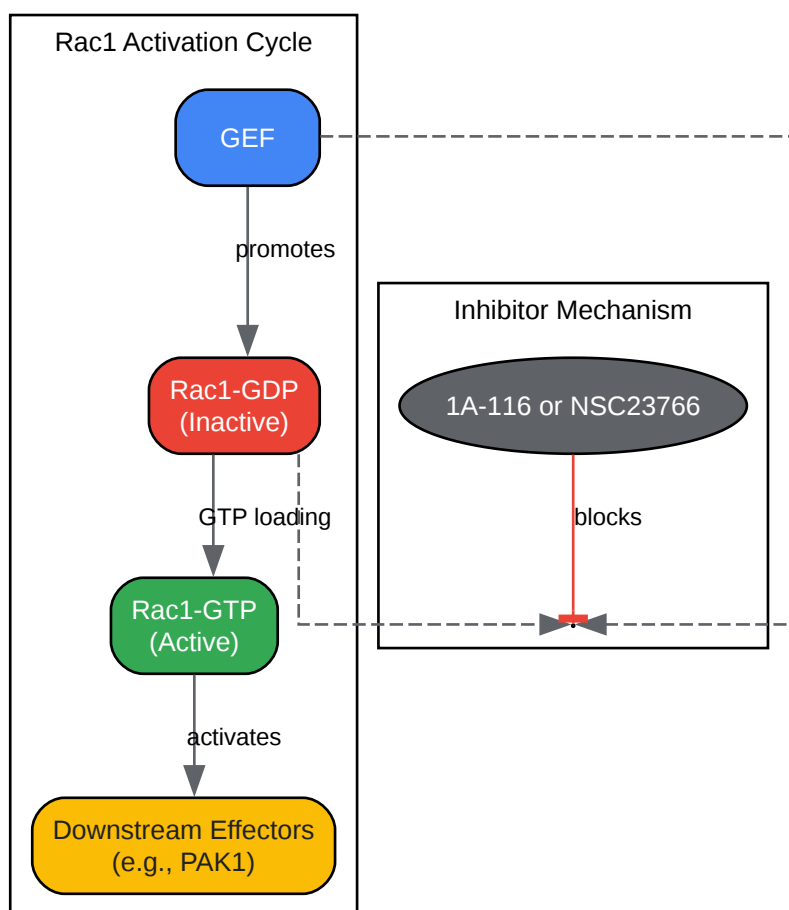 Rac1 Activation Cycle
GEF
promotes
Rac1-GDP
(Inactive)
GTP loading
Rac1-GTP
(Active)
activates
Downstream Effectors
(e.g., PAK1)
Inhibitor Mechanism
1A-116 or NSC23766
blocks